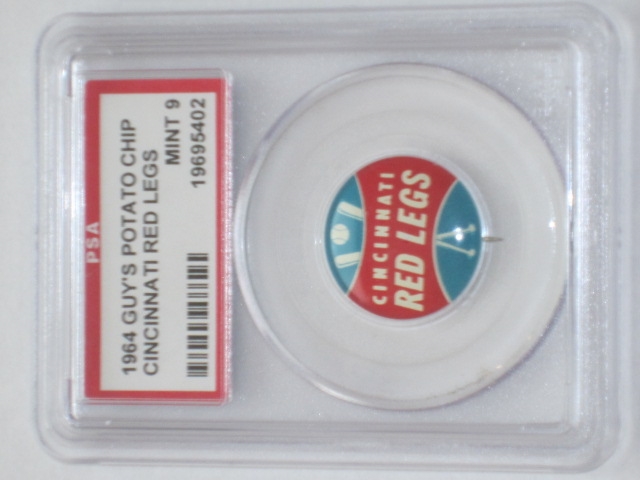 PSA
1964 GUY'S POTATO CHIP
CINCINNATI RED LEGS
MINT 9
19695402
CINCINNATI
RED LEGS